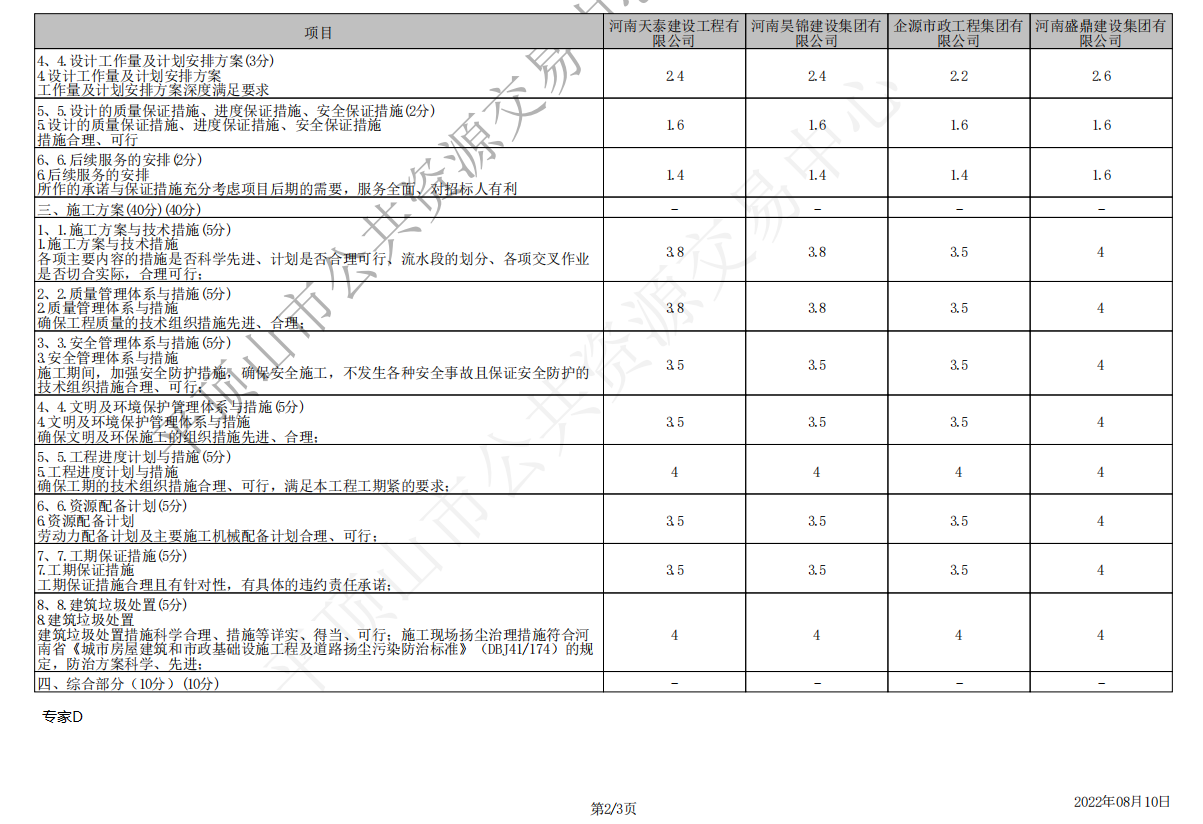 项目
河南天泰建设工程有
限公司
河南昊锦建设集团有
限公司
企源市政工程集团有
限公司
河南盛鼎建设集团有
限公司
4、4.设计工作量及计划安排方案(3分)
4.设计工作量及计划安排方案
工作量及计划安排方案深度满足要求
2.4
2.4
2.2
2.6
5、5.设计的质量保证措施、进度保证措施、安全保证措施(2分)
5.设计的质量保证措施、进度保证措施、安全保证措施
措施合理、可行
1.6
1.6
1.6
1.6
6、6.后续服务的安排(2分)
6.后续服务的安排
所作的承诺与保证措施充分考虑项目后期的需要，服务全面、对招标人有利
1.4
1.4
1.4
1.6
三、施工方案(40分)(40分)
-
-
-
-
1、1.施工方案与技术措施(5分)
1.施工方案与技术措施
各项主要内容的措施是否科学先进、计划是否合理可行，流水段的划分、各项交叉作业
是否切合实际，合理可行；
3.8
3.8
3.5
4
2、2.质量管理体系与措施(5分)
2.质量管理体系与措施
确保工程质量的技术组织措施先进、合理；
3.8
3.8
3.5
4
3、3.安全管理体系与措施(5分)
3.安全管理体系与措施
施工期间，加强安全防护措施，确保安全施工，不发生各种安全事故且保证安全防护的
技术组织措施合理、可行；
3.5
3.5
3.5
4
4、4.文明及环境保护管理体系与措施(5分)
4.文明及环境保护管理体系与措施
确保文明及环保施工的组织措施先进、合理；
3.5
3.5
3.5
4
5、5.工程进度计划与措施(5分)
5.工程进度计划与措施
确保工期的技术组织措施合理、可行，满足本工程工期紧的要求；
4
4
4
4
6、6.资源配备计划(5分)
6.资源配备计划
劳动力配备计划及主要施工机械配备计划合理、可行；
3.5
3.5
3.5
4
7、7.工期保证措施(5分)
7.工期保证措施
工期保证措施合理且有针对性，有具体的违约责任承诺；
3.5
3.5
3.5
4
8、8.建筑垃圾处置(5分)
8.建筑垃圾处置
建筑垃圾处置措施科学合理、措施等详实、得当、可行；施工现场扬尘治理措施符合河
南省《城市房屋建筑和市政基础设施工程及道路扬尘污染防治标准》（DBJ41/174）的规
定，防治方案科学、先进；
4
4
4
4
四、综合部分（10分）(10分)
-
-
-
-
专家D
第2/3页
2022年08月10日
平顶山市公共资源交易中心
平顶山市公共资源交易中心